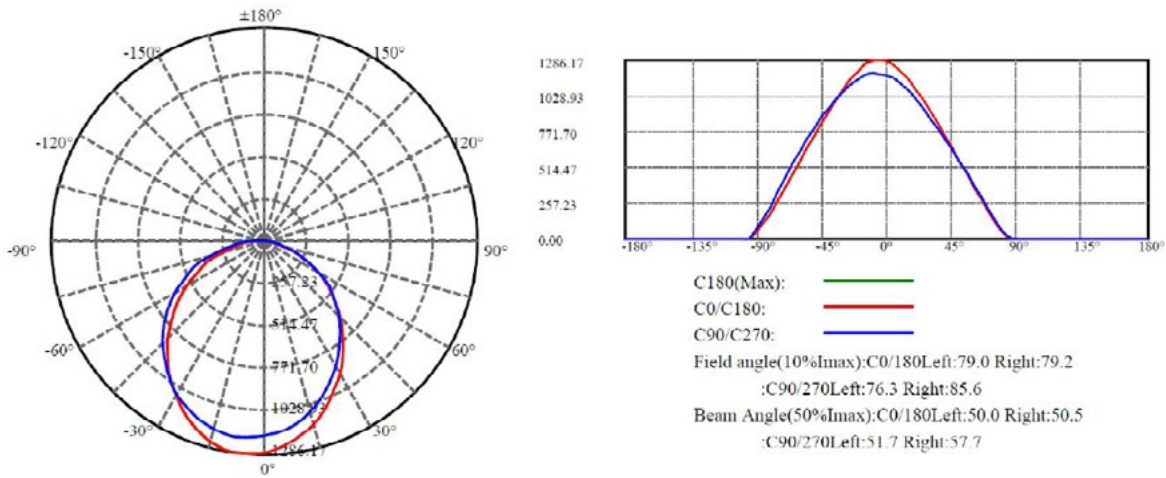 ±180°
-150°
150°
-120°
120°
-90°
90°
-60°
60°
-30°
30°
0°
257.23
514.47
771.70
1028.93
1286.17
1286.17
1028.93
771.70
514.47
257.23
0.00
-180° -135° -90° -45° 0° 45° 90° 135° 180°
C180(Max):
C0/C180:
C90/C270:
Field angle(10%Imax):C0/180Left:79.0 Right:79.2
:C90/270Left:76.3 Right:85.6
Beam Angle(50%Imax):C0/180Left:50.0 Right:50.5
:C90/270Left:51.7 Right:57.7